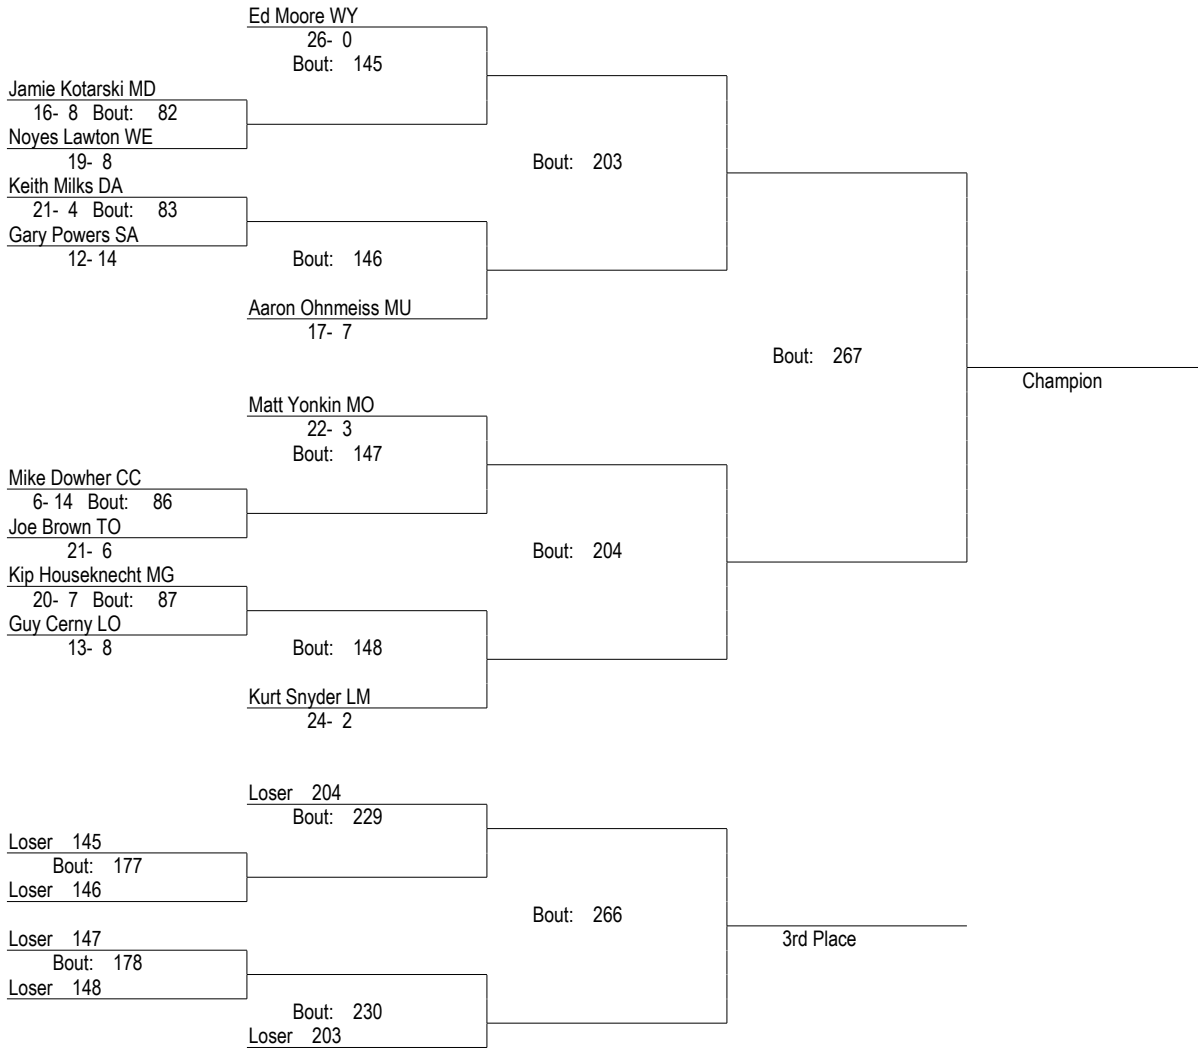 Ed Moore WY
26- 0
Bout: 145
Jamie Kotarski MD
16- 8 Bout: 82
Noyes Lawton WE
19- 8
Bout: 203
Keith Milks DA
21- 4 Bout: 83
Gary Powers SA
12- 14
Bout: 146
Aaron Ohnmeiss MU
17- 7
Bout: 267
Champion
Matt Yonkin MO
22- 3
Bout: 147
Mike Dowher CC
6- 14 Bout: 86
Joe Brown TO
21- 6
Bout: 204
Kip Houseknecht MG
20- 7 Bout: 87
Guy Cerny LO
13- 8
Bout: 148
Kurt Snyder LM
24- 2
Loser 204
Bout: 229
Loser 145
Bout: 177
Loser 146
Bout: 266
Loser 147
3rd Place
Bout: 178
Loser 148
Bout: 230
Loser 203